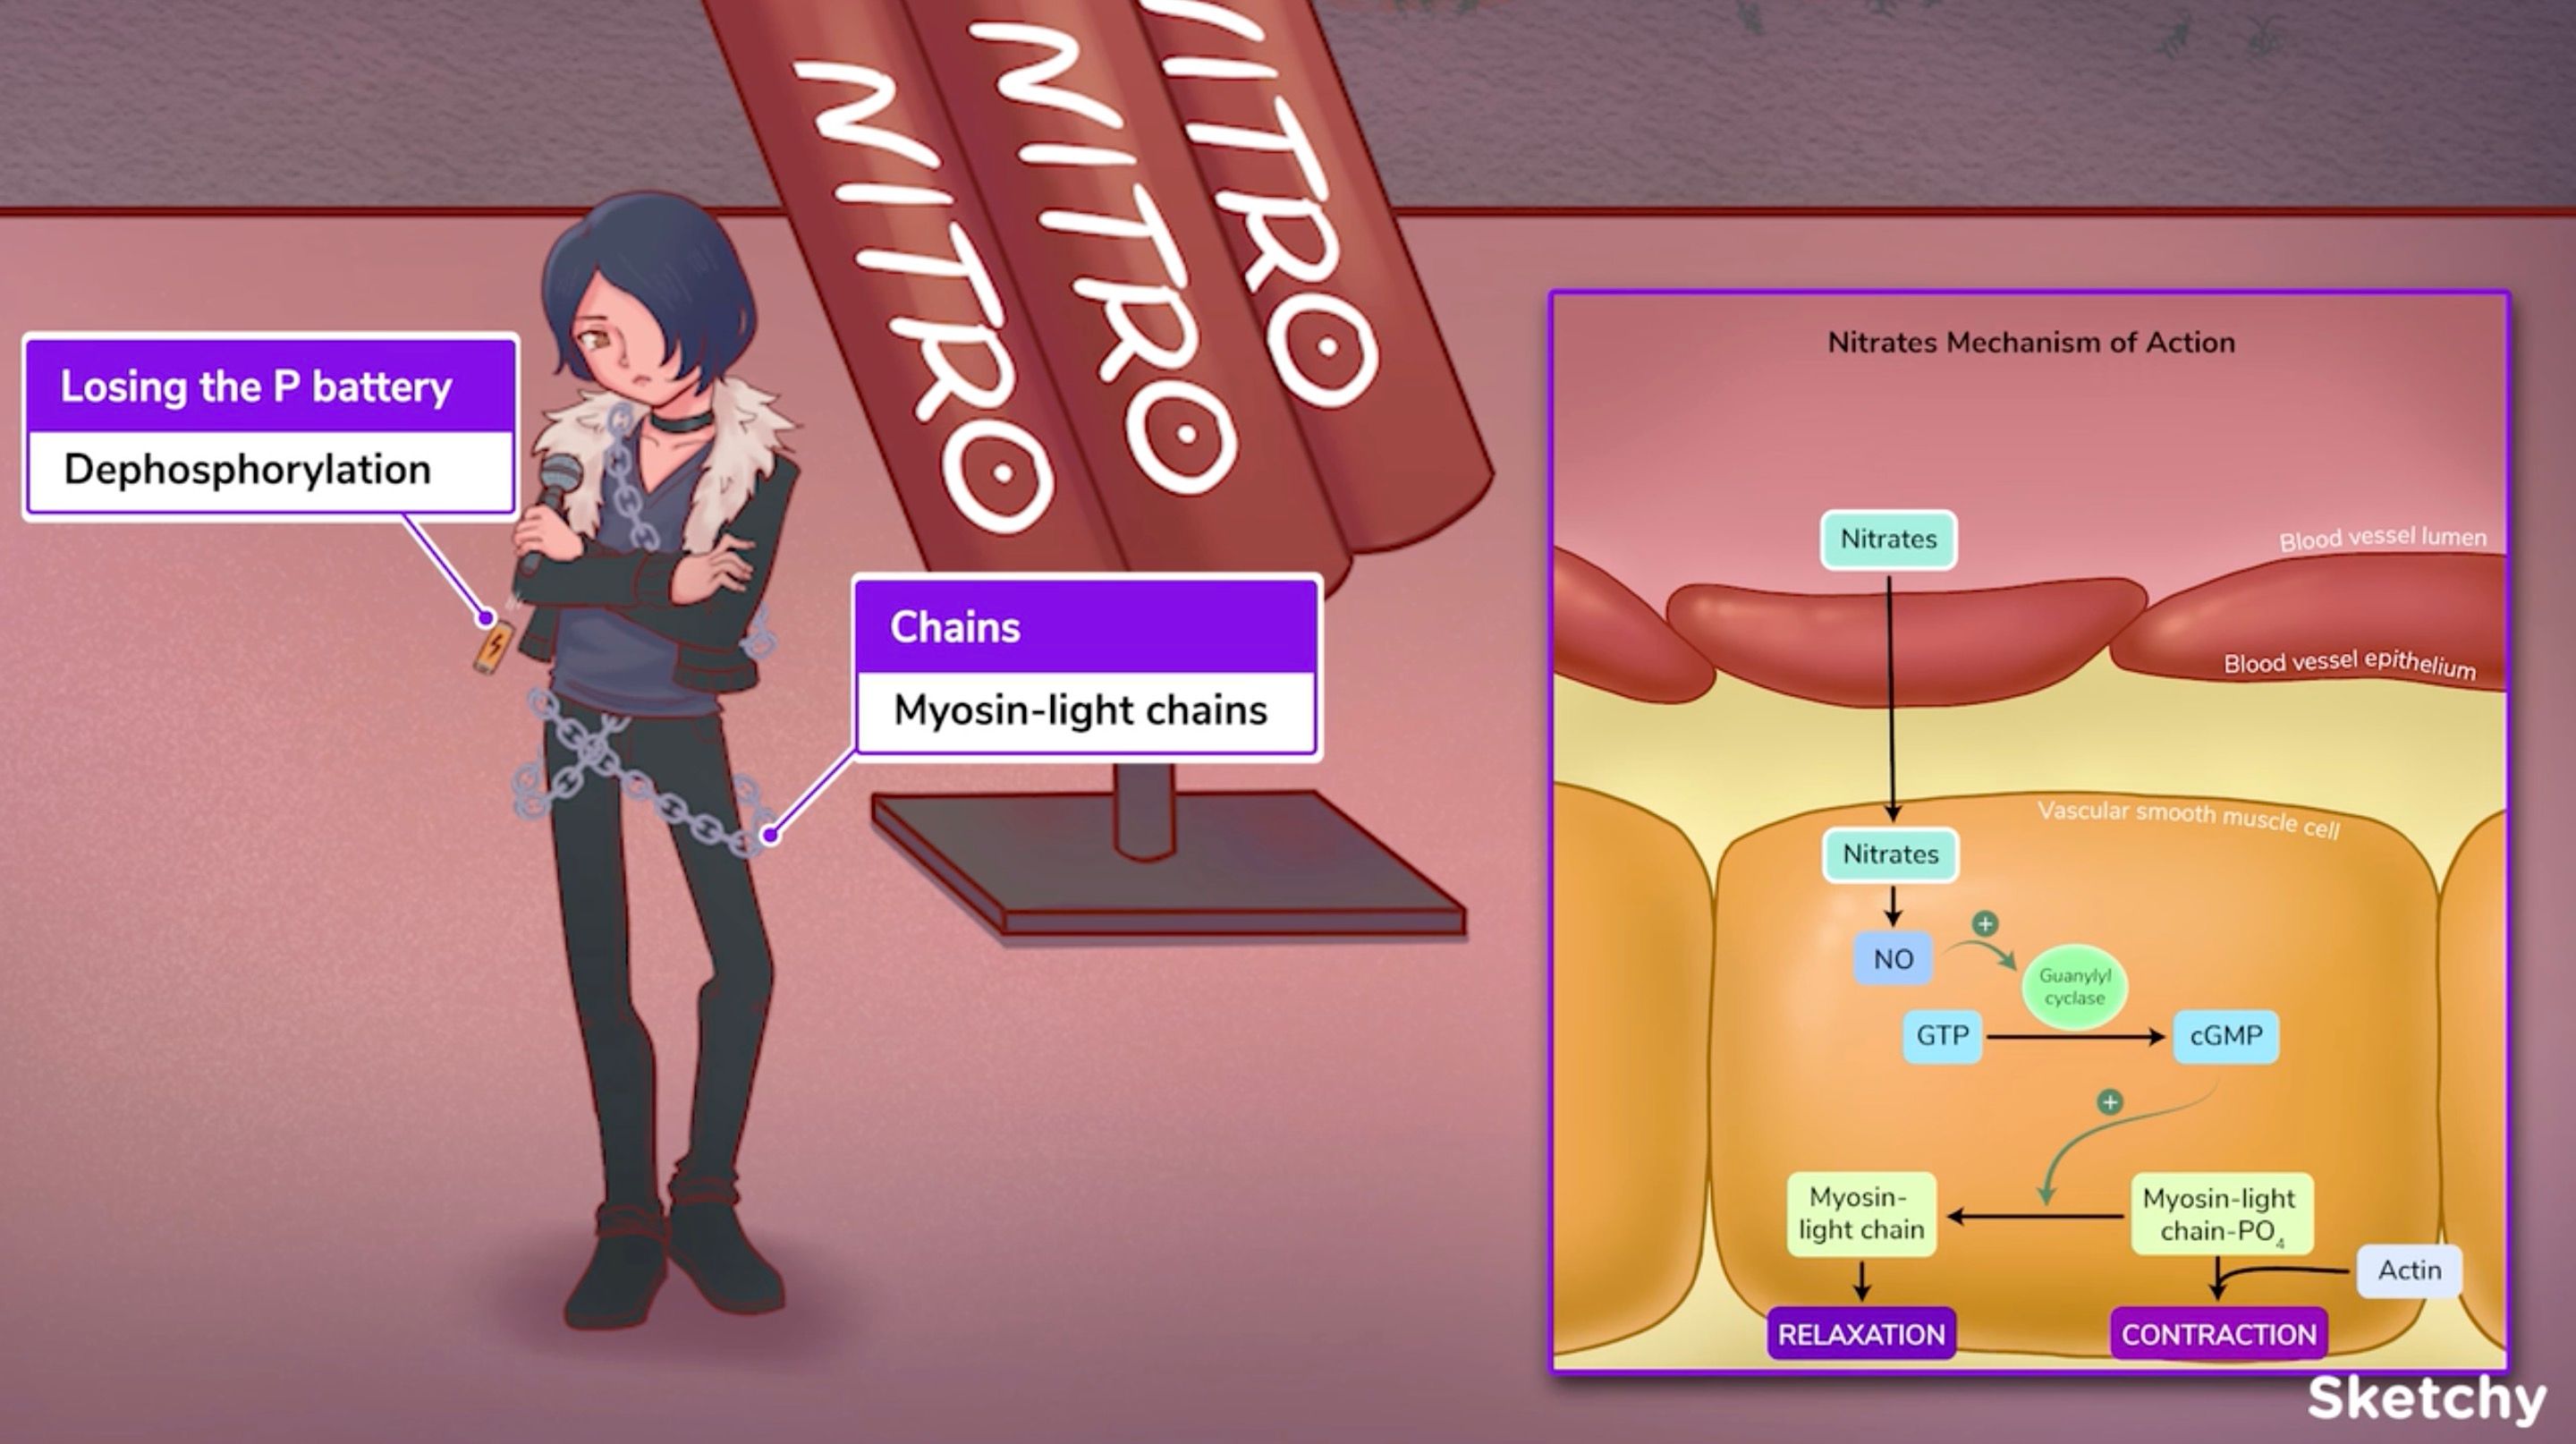 NITRO
NITRO
ITRO
Losing the P battery
Dephosphorylation
Chains
Myosin-light chains
Nitrates Mechanism of Action
Nitrates
Blood vessel lumen
Blood vessel epithelium
Vascular smooth muscle cell
Nitrates
+
NO
Guanylyl
cyclase
GTP
cGMP
+
Myosin-
light chain
Myosin-light
chain-PO₄
Actin
RELAXATION
CONTRACTION
Sketchy